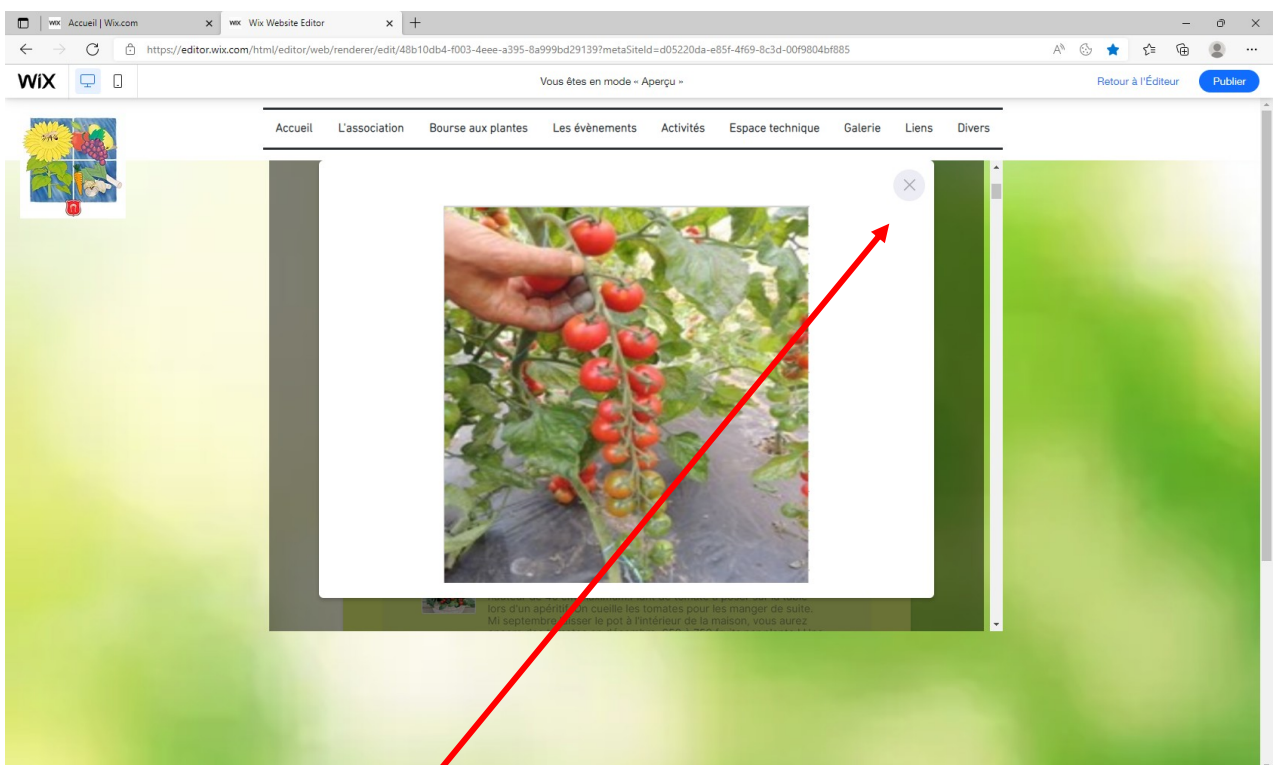 Accueil | Wix.com
Wix Website Editor
https://editor.wix.com/html/editor/web/renderer/edit/48b10db4-f003-4eee-a395-8a999bd29139?metaSiteId=d05220da-e85f-4f69-8c3d-00f9804bf885
WiX
Vous êtes en mode « Aperçu »
Retour à l'Éditeur
Publier
Accueil L'association Bourse aux plantes Les évènements Activités Espace technique Galerie Liens Divers
lors d'un apéritif. On cueille les tomates pour les manger de suite.
Mi septembre laisser le pot à l'intérieur de la maison, vous aurez